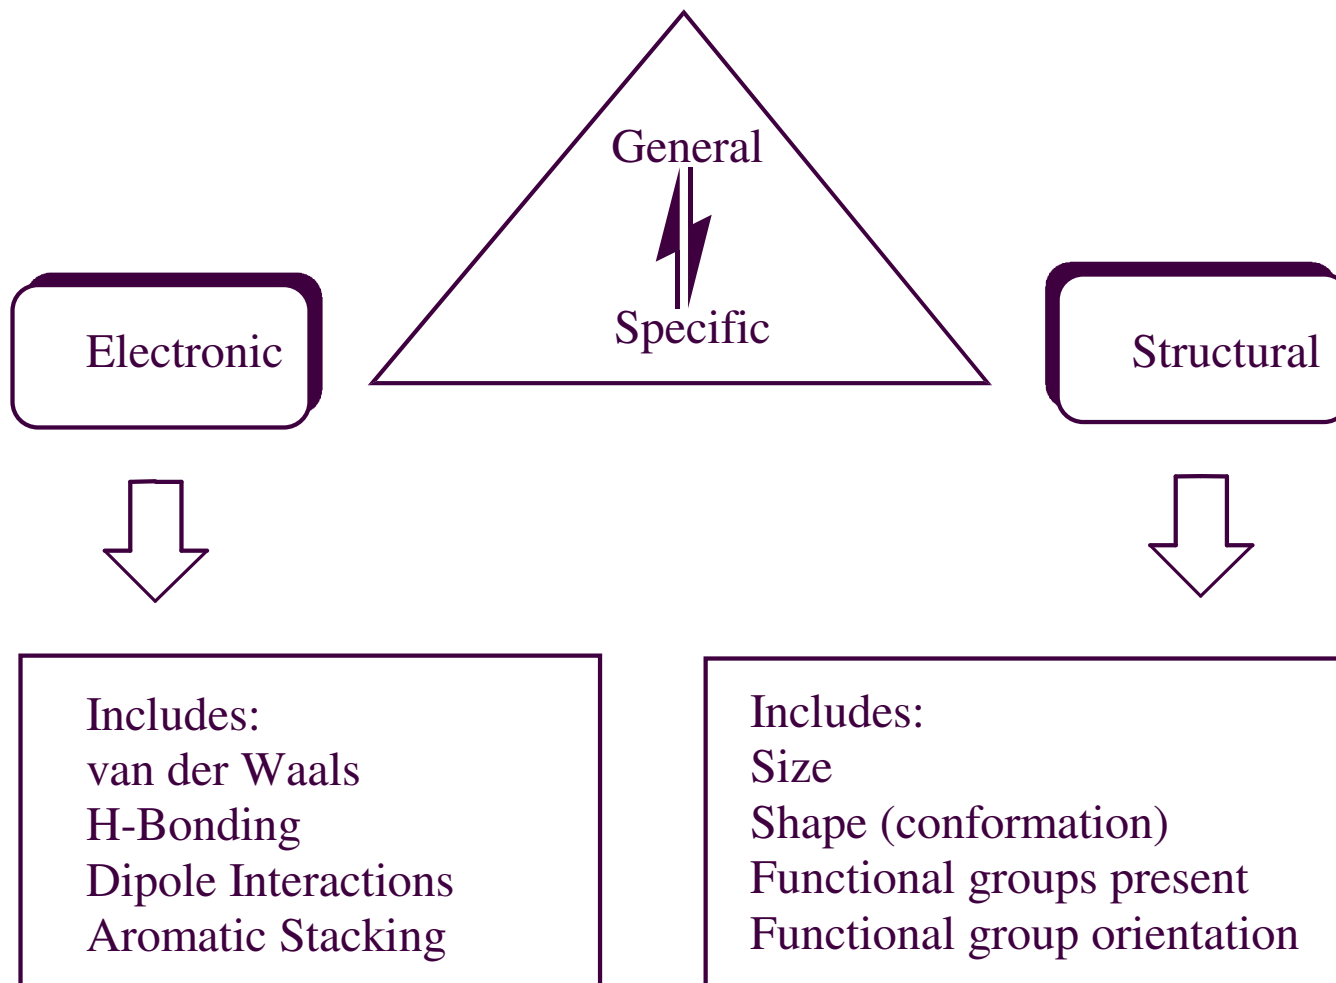 General
Specific
Electronic
Structural
Includes:
van der Waals
H-Bonding
Dipole Interactions
Aromatic Stacking
Includes:
Size
Shape (conformation)
Functional groups present
Functional group orientation